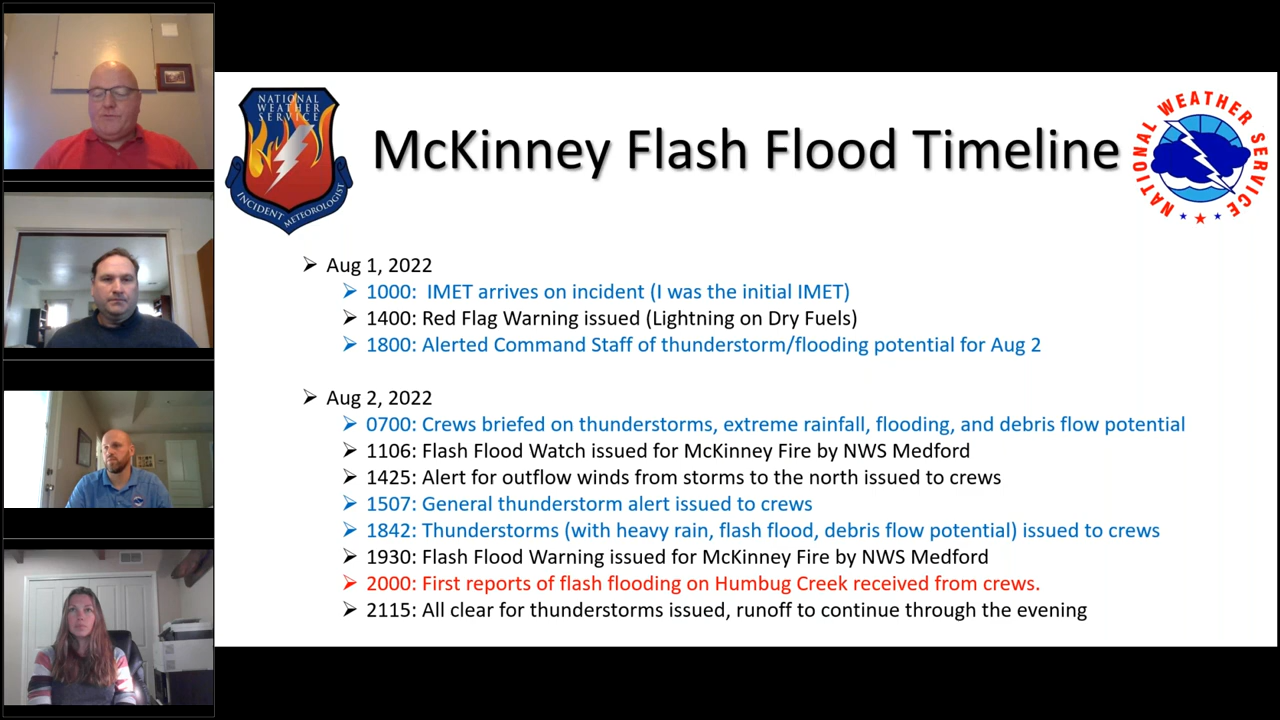 NATIONAL
WEATHER
SERVICE
INCIDENT METEOROLOGIST
McKinney Flash Flood Timeline
NATIONAL WEATHER SERVICE
Aug 1, 2022
1000: IMET arrives on incident (I was the initial IMET)
1400: Red Flag Warning issued (Lightning on Dry Fuels)
1800: Alerted Command Staff of thunderstorm/flooding potential for Aug 2
Aug 2, 2022
0700: Crews briefed on thunderstorms, extreme rainfall, flooding, and debris flow potential
1106: Flash Flood Watch issued for McKinney Fire by NWS Medford
1425: Alert for outflow winds from storms to the north issued to crews
1507: General thunderstorm alert issued to crews
1842: Thunderstorms (with heavy rain, flash flood, debris flow potential) issued to crews
1930: Flash Flood Warning issued for McKinney Fire by NWS Medford
2000: First reports of flash flooding on Humbug Creek received from crews.
2115: All clear for thunderstorms issued, runoff to continue through the evening